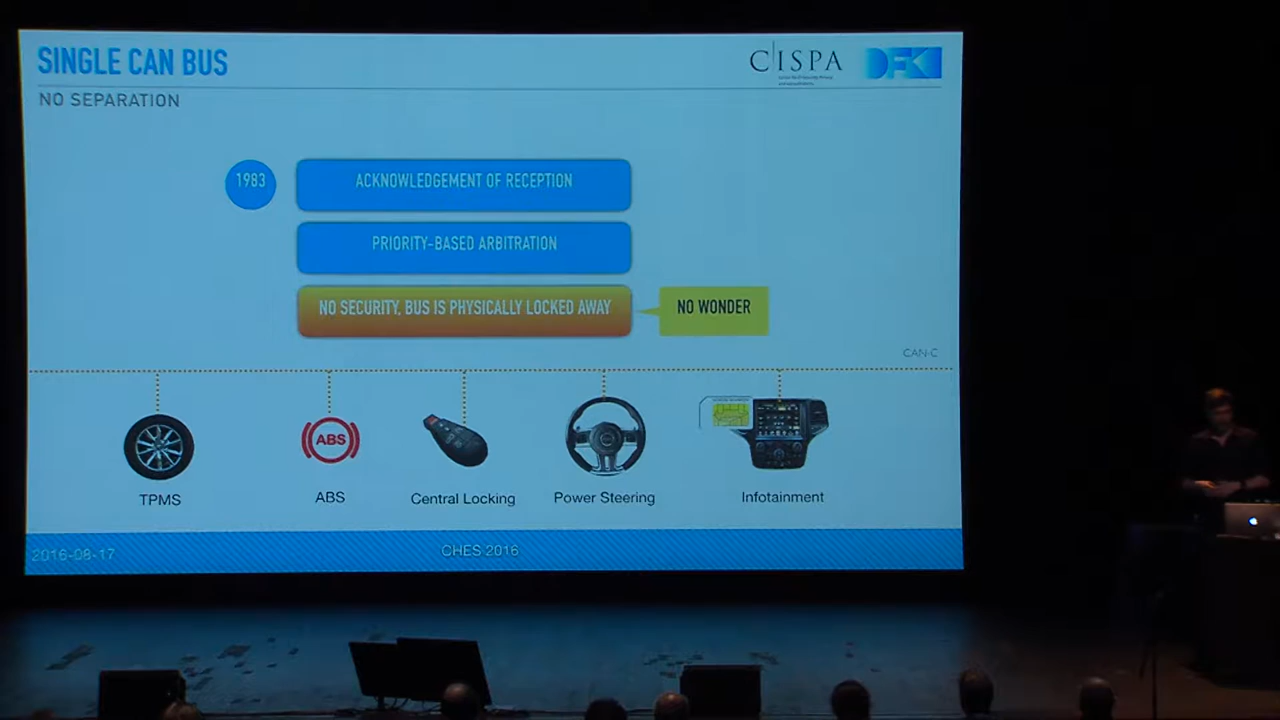 SINGLE CAN BUS
CISPA
DFKI
NO SEPARATION
1983
ACKNOWLEDGEMENT OF RECEPTION
PRIORITY-BASED ARBITRATION
NO SECURITY, BUS IS PHYSICALLY LOCKED AWAY
NO WONDER
CAN-C
ABS
TPMS
ABS
Central Locking
Power Steering
Infotainment
2016-08-17
CHES 2016